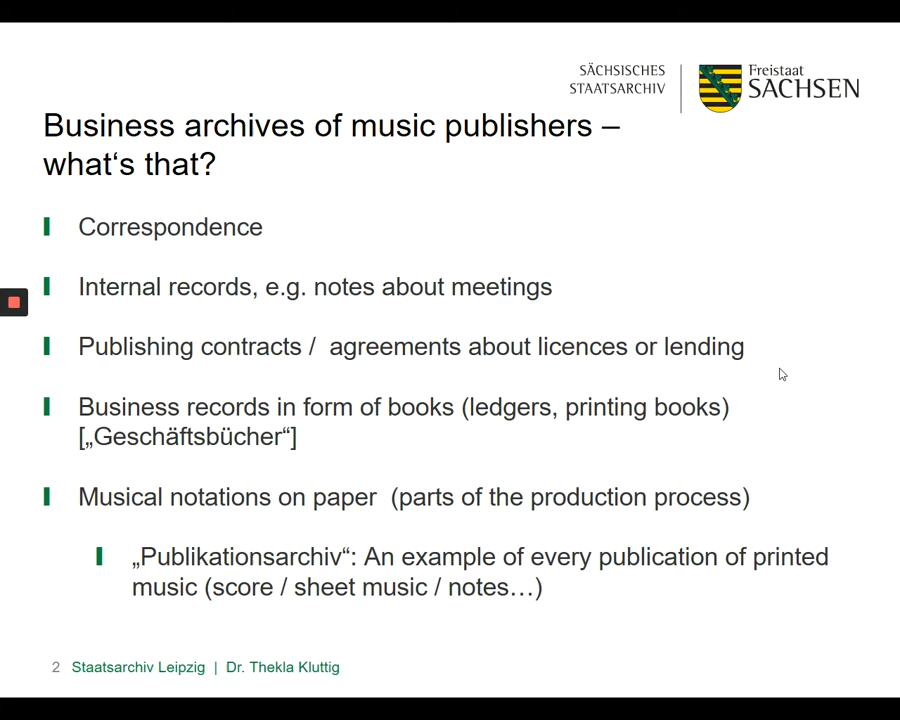 SÄCHSISCHES
STAATSARCHIV
Freistaat
SACHSEN
Business archives of music publishers –
what‘s that?
Correspondence
Internal records, e.g. notes about meetings
Publishing contracts / agreements about licences or lending
Business records in form of books (ledgers, printing books)
[„Geschäftsbücher“]
Musical notations on paper (parts of the production process)
„Publikationsarchiv“: An example of every publication of printed
music (score / sheet music / notes…)
2 Staatsarchiv Leipzig | Dr. Thekla Kluttig